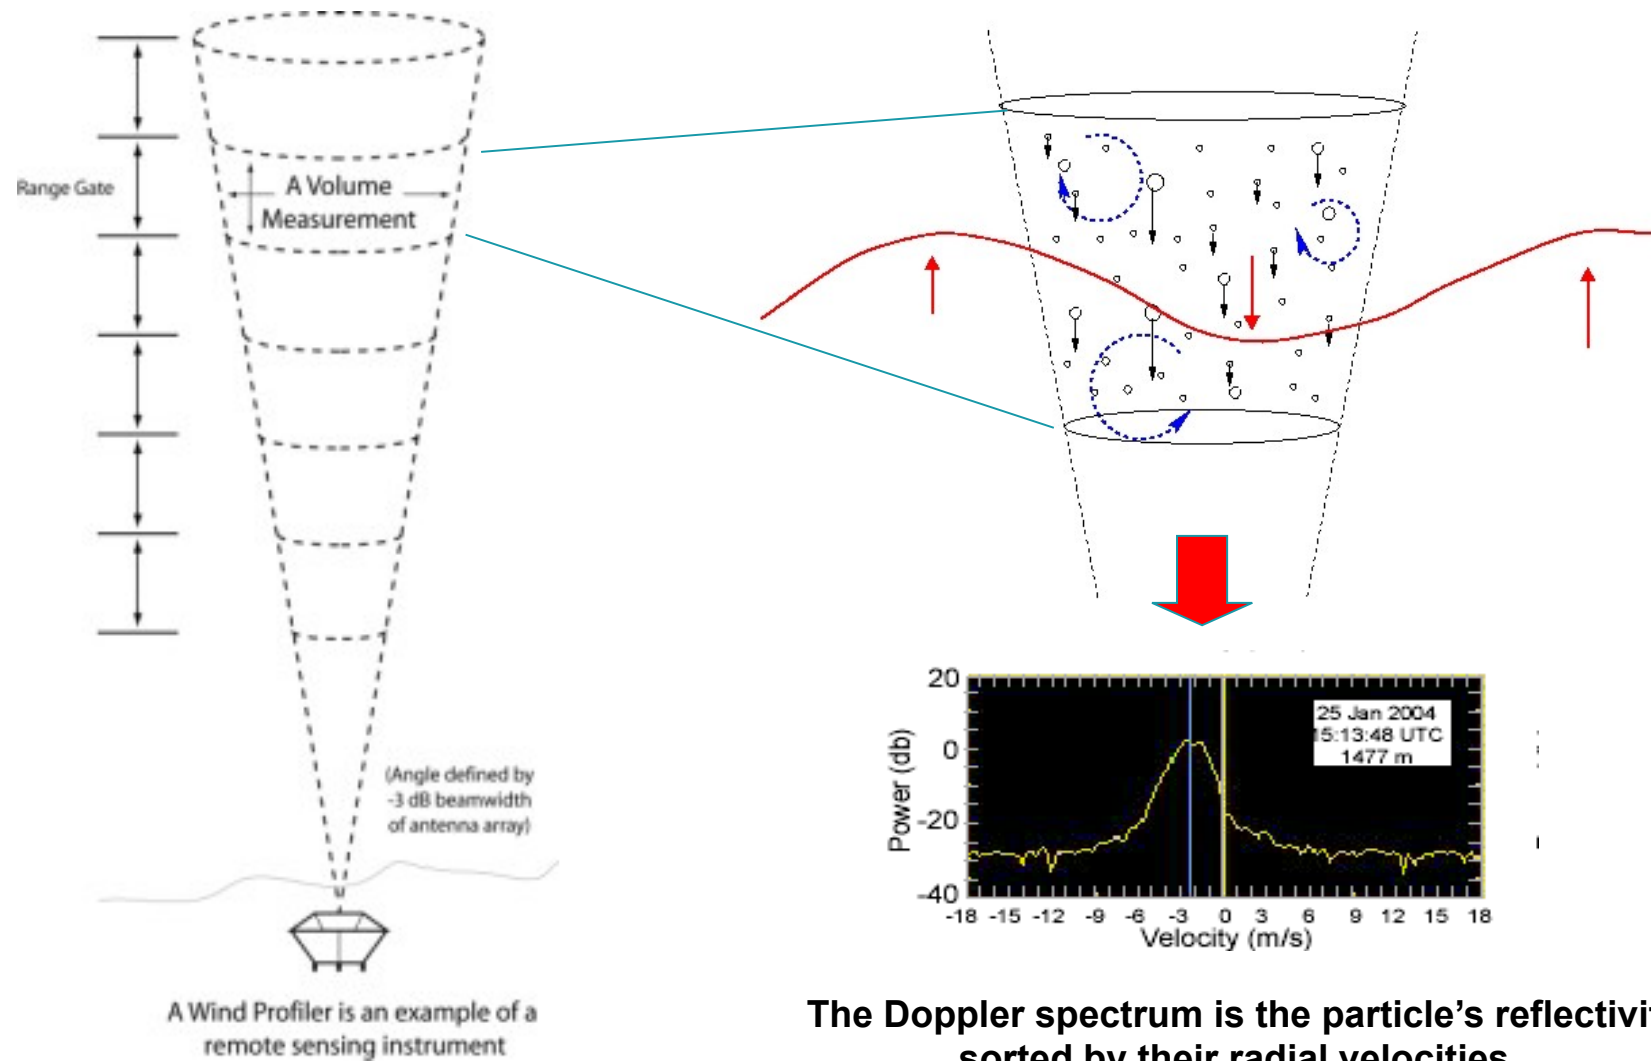 Range Gate
A Volume
Measurement
(Angle defined by
-3 dB beamwidth
of antenna array)
A Wind Profiler is an example of a
remote sensing instrument
20
0
-20
-40
Power (db)
25 Jan 2004
15:13:48 UTC
1477 m
-18 -15 -12 -9 -6 -3 0 3 6 9 12 15 18
Velocity (m/s)
The Doppler spectrum is the particle’s reflectivit
sorted by their radial velocities